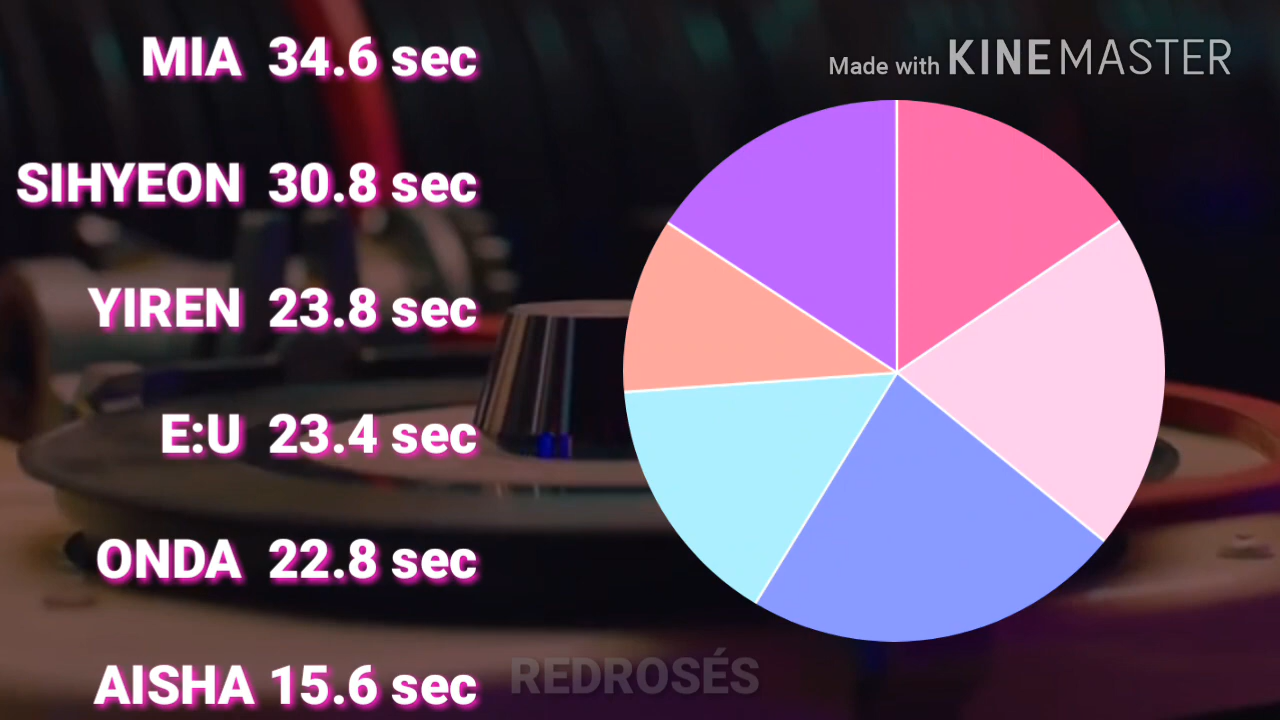 MIA 34.6 sec
Made with KINEMASTER
SIHYEON 30.8 sec
YIREN 23.8 sec
E:U 23.4 sec
ONDA 22.8 sec
AISHA 15.6 sec
REDROSÉS